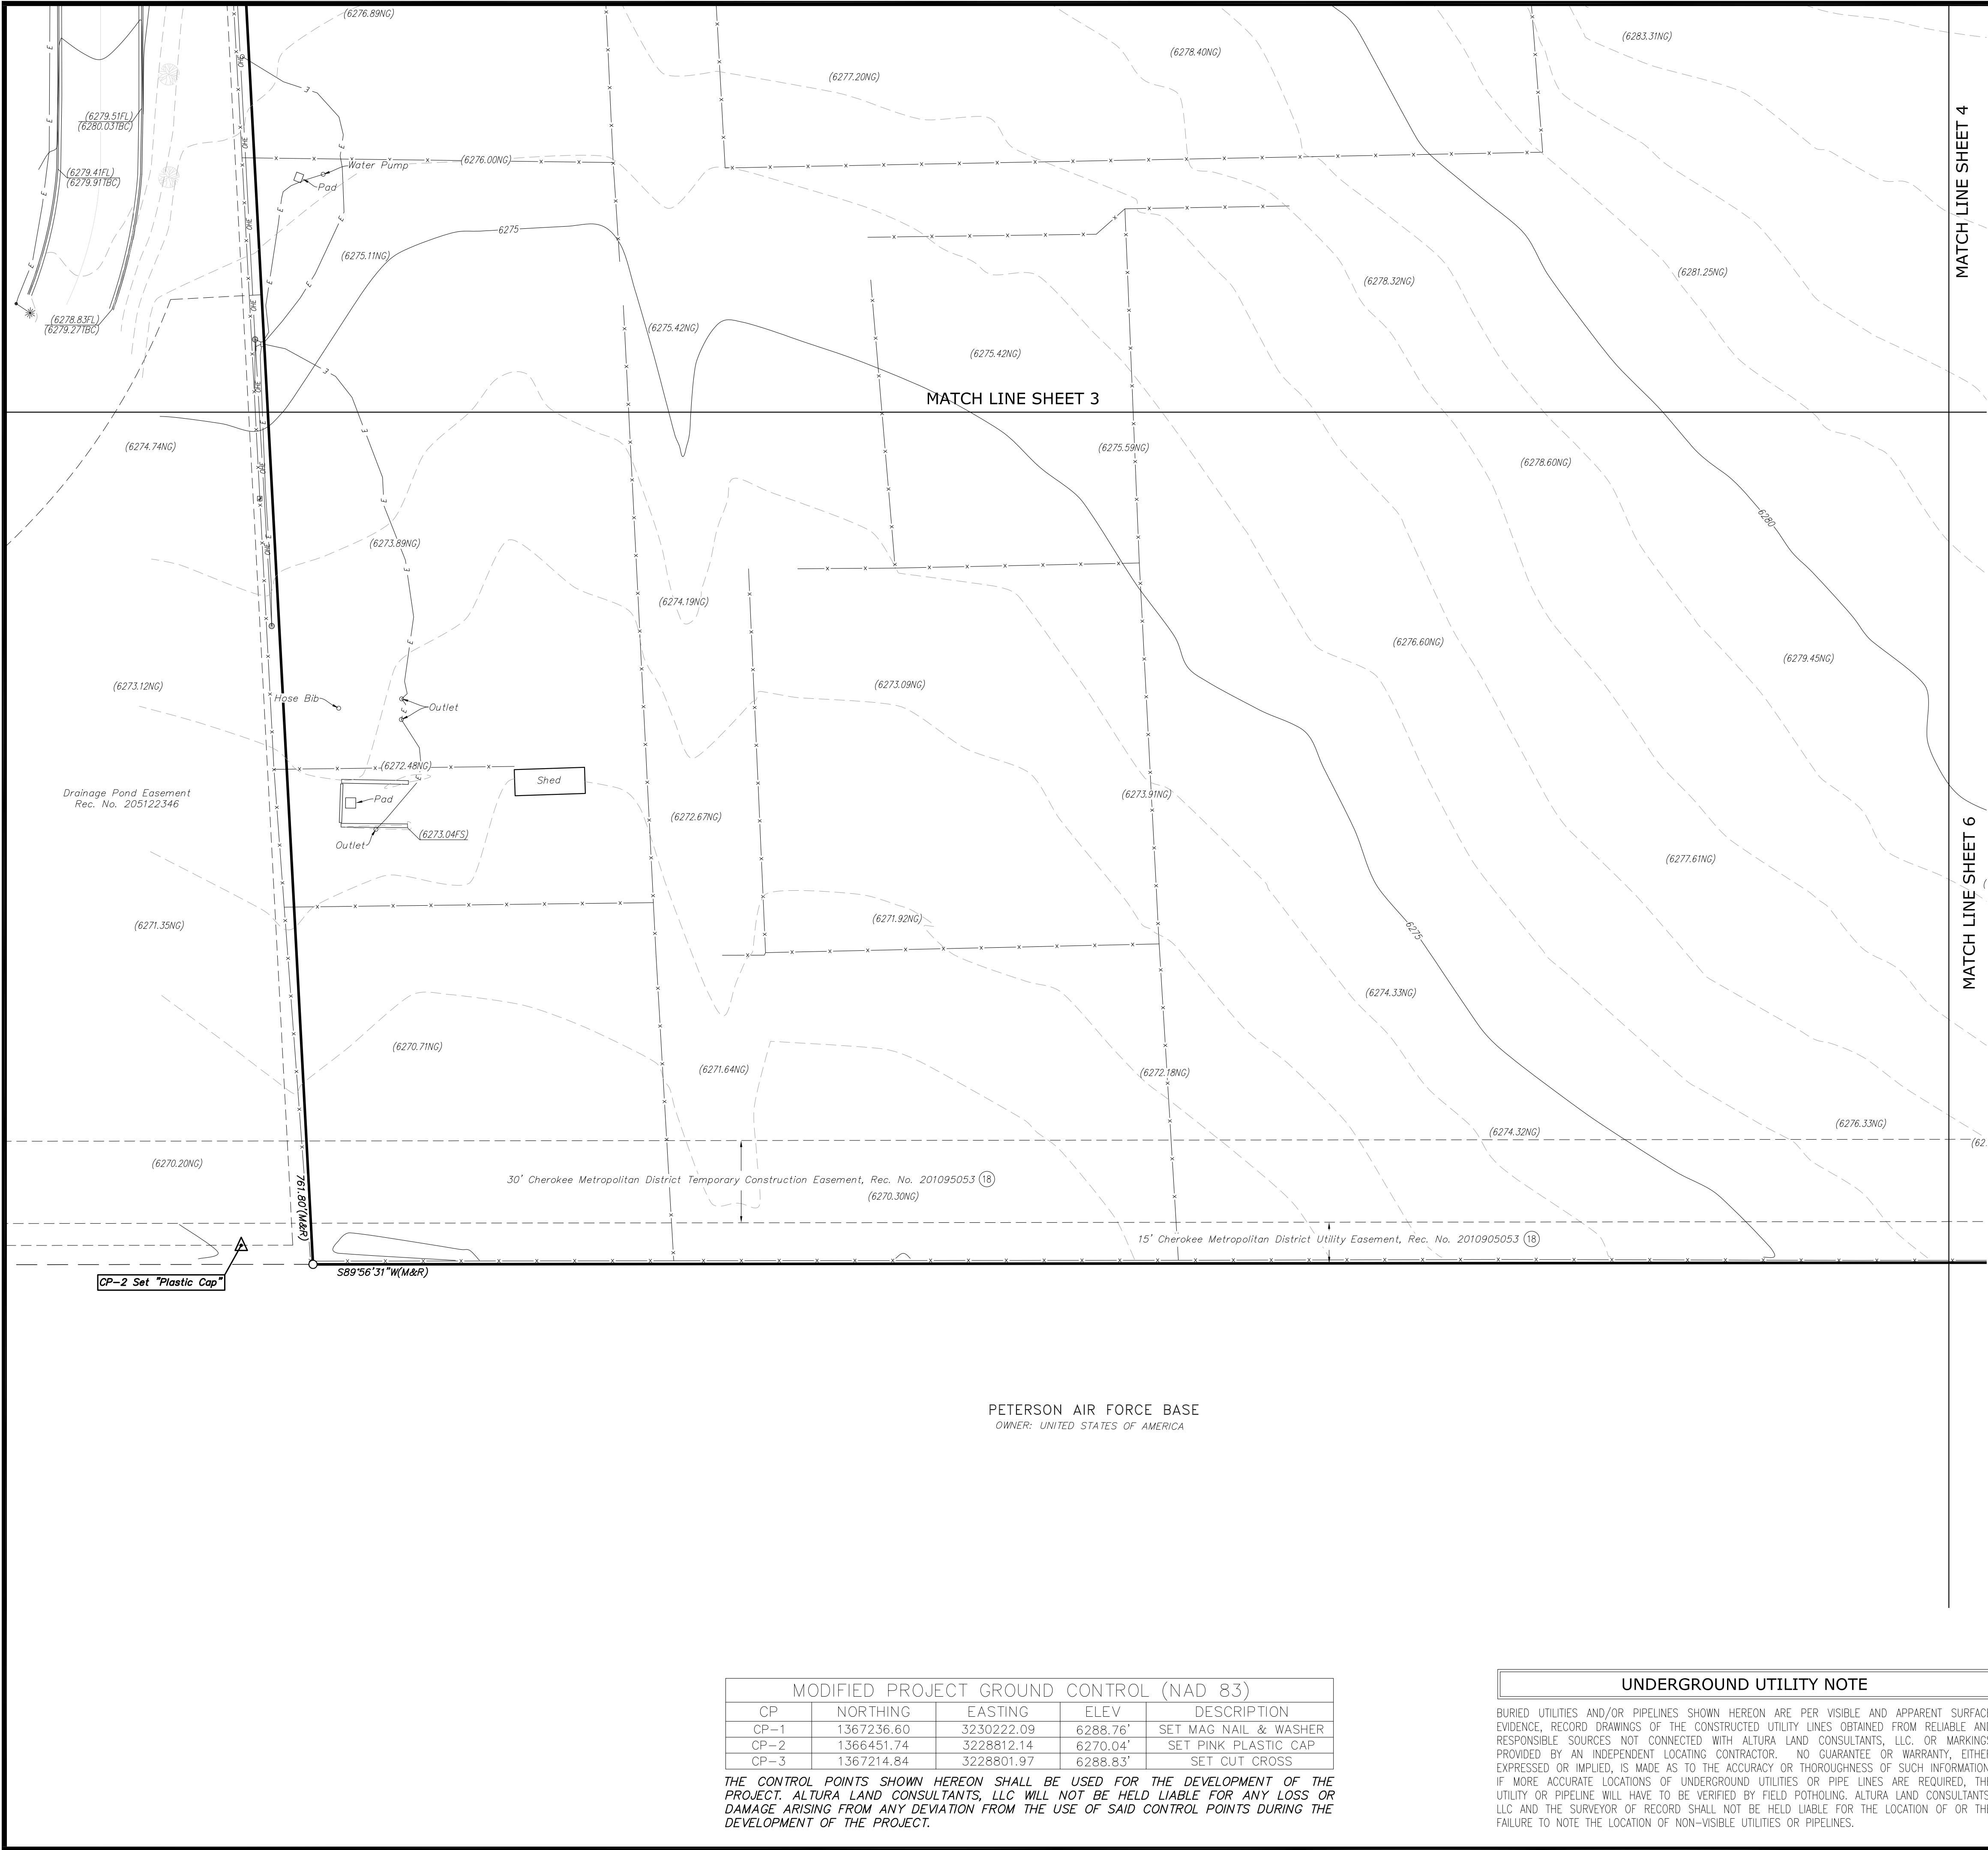 (6276.89NG)
(6283.31NG)
(6278.40NG)
(6277.20NG)
MATCH LINE SHEET 4
(6279.51FL)
(6280.03TBC)
(6276.00NG)
Water Pump
(6279.41FL)
(6279.91TBC)
Pad
6275
(6275.11NG)
(6281.25NG)
(6278.32NG)
(6278.83FL)
(6279.27TBC)
(6275.42NG)
(6275.42NG)
MATCH LINE SHEET 3
(6274.74NG)
(6275.59NG)
(6278.60NG)
6280
(6273.89NG)
(6274.19NG)
(6276.60NG)
(6279.45NG)
(6273.12NG)
(6273.09NG)
Hose Bib
Outlet
(6272.48NG)
Shed
Drainage Pond Easement
Rec. No. 205122346
Pad
(6273.91NG)
(6272.67NG)
(6273.04FS)
Outlet
(6277.61NG)
MATCH LINE SHEET 6
(6271.35NG)
(6271.92NG)
6275
(6274.33NG)
(6270.71NG)
(6271.64NG)
(6272.18NG)
(6276.33NG)
(6274.32NG)
(62
(6270.20NG)
30' Cherokee Metropolitan District Temporary Construction Easement, Rec. No. 201095053 18
(6270.30NG)
761.80'(M&R)
15' Cherokee Metropolitan District Utility Easement, Rec. No. 2010905053 18
S89°56'31"W(M&R)
CP-2 Set "Plastic Cap"
PETERSON AIR FORCE BASE
OWNER: UNITED STATES OF AMERICA
MODIFIED PROJECT GROUND CONTROL (NAD 83)
CP NORTHING EASTING ELEV DESCRIPTION
CP-1 1367236.60 3230222.09 6288.76' SET MAG NAIL & WASHER
CP-2 1366451.74 3228812.14 6270.04' SET PINK PLASTIC CAP
CP-3 1367214.84 3228801.97 6288.83' SET CUT CROSS
THE CONTROL POINTS SHOWN HEREON SHALL BE USED FOR THE DEVELOPMENT OF THE
PROJECT. ALTURA LAND CONSULTANTS, LLC WILL NOT BE HELD LIABLE FOR ANY LOSS OR
DAMAGE ARISING FROM ANY DEVIATION FROM THE USE OF SAID CONTROL POINTS DURING THE
DEVELOPMENT OF THE PROJECT.
UNDERGROUND UTILITY NOTE
BURIED UTILITIES AND/OR PIPELINES SHOWN HEREON ARE PER VISIBLE AND APPARENT SURFAC
EVIDENCE, RECORD DRAWINGS OF THE CONSTRUCTED UTILITY LINES OBTAINED FROM RELIABLE AN
RESPONSIBLE SOURCES NOT CONNECTED WITH ALTURA LAND CONSULTANTS, LLC. OR MARKING
PROVIDED BY AN INDEPENDENT LOCATING CONTRACTOR. NO GUARANTEE OR WARRANTY, EITHE
EXPRESSED OR IMPLIED, IS MADE AS TO THE ACCURACY OR THOROUGHNESS OF SUCH INFORMATION
IF MORE ACCURATE LOCATIONS OF UNDERGROUND UTILITIES OR PIPE LINES ARE REQUIRED, TH
UTILITY OR PIPELINE WILL HAVE TO BE VERIFIED BY FIELD POTHOLING. ALTURA LAND CONSULTANTS
LLC AND THE SURVEYOR OF RECORD SHALL NOT BE HELD LIABLE FOR THE LOCATION OF OR TH
FAILURE TO NOTE THE LOCATION OF NON-VISIBLE UTILITIES OR PIPELINES.